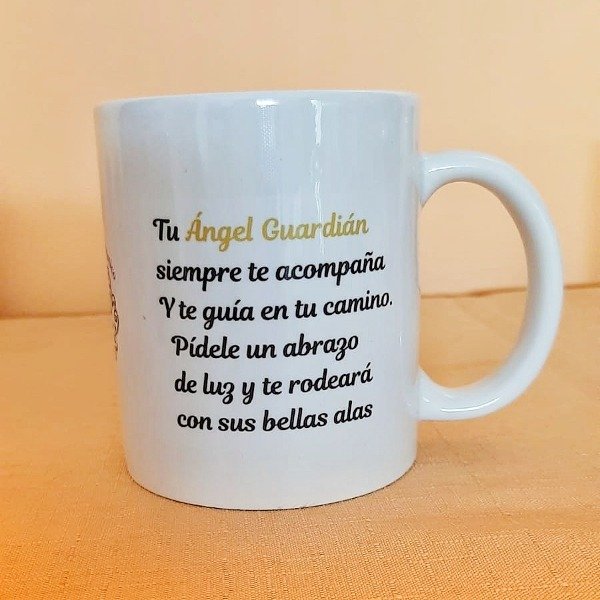 Tu Ángel Guardián
siempre te acompaña
Y te guía en tu camino.
Pídele un abrazo
de luz y te rodeará
con sus bellas alas